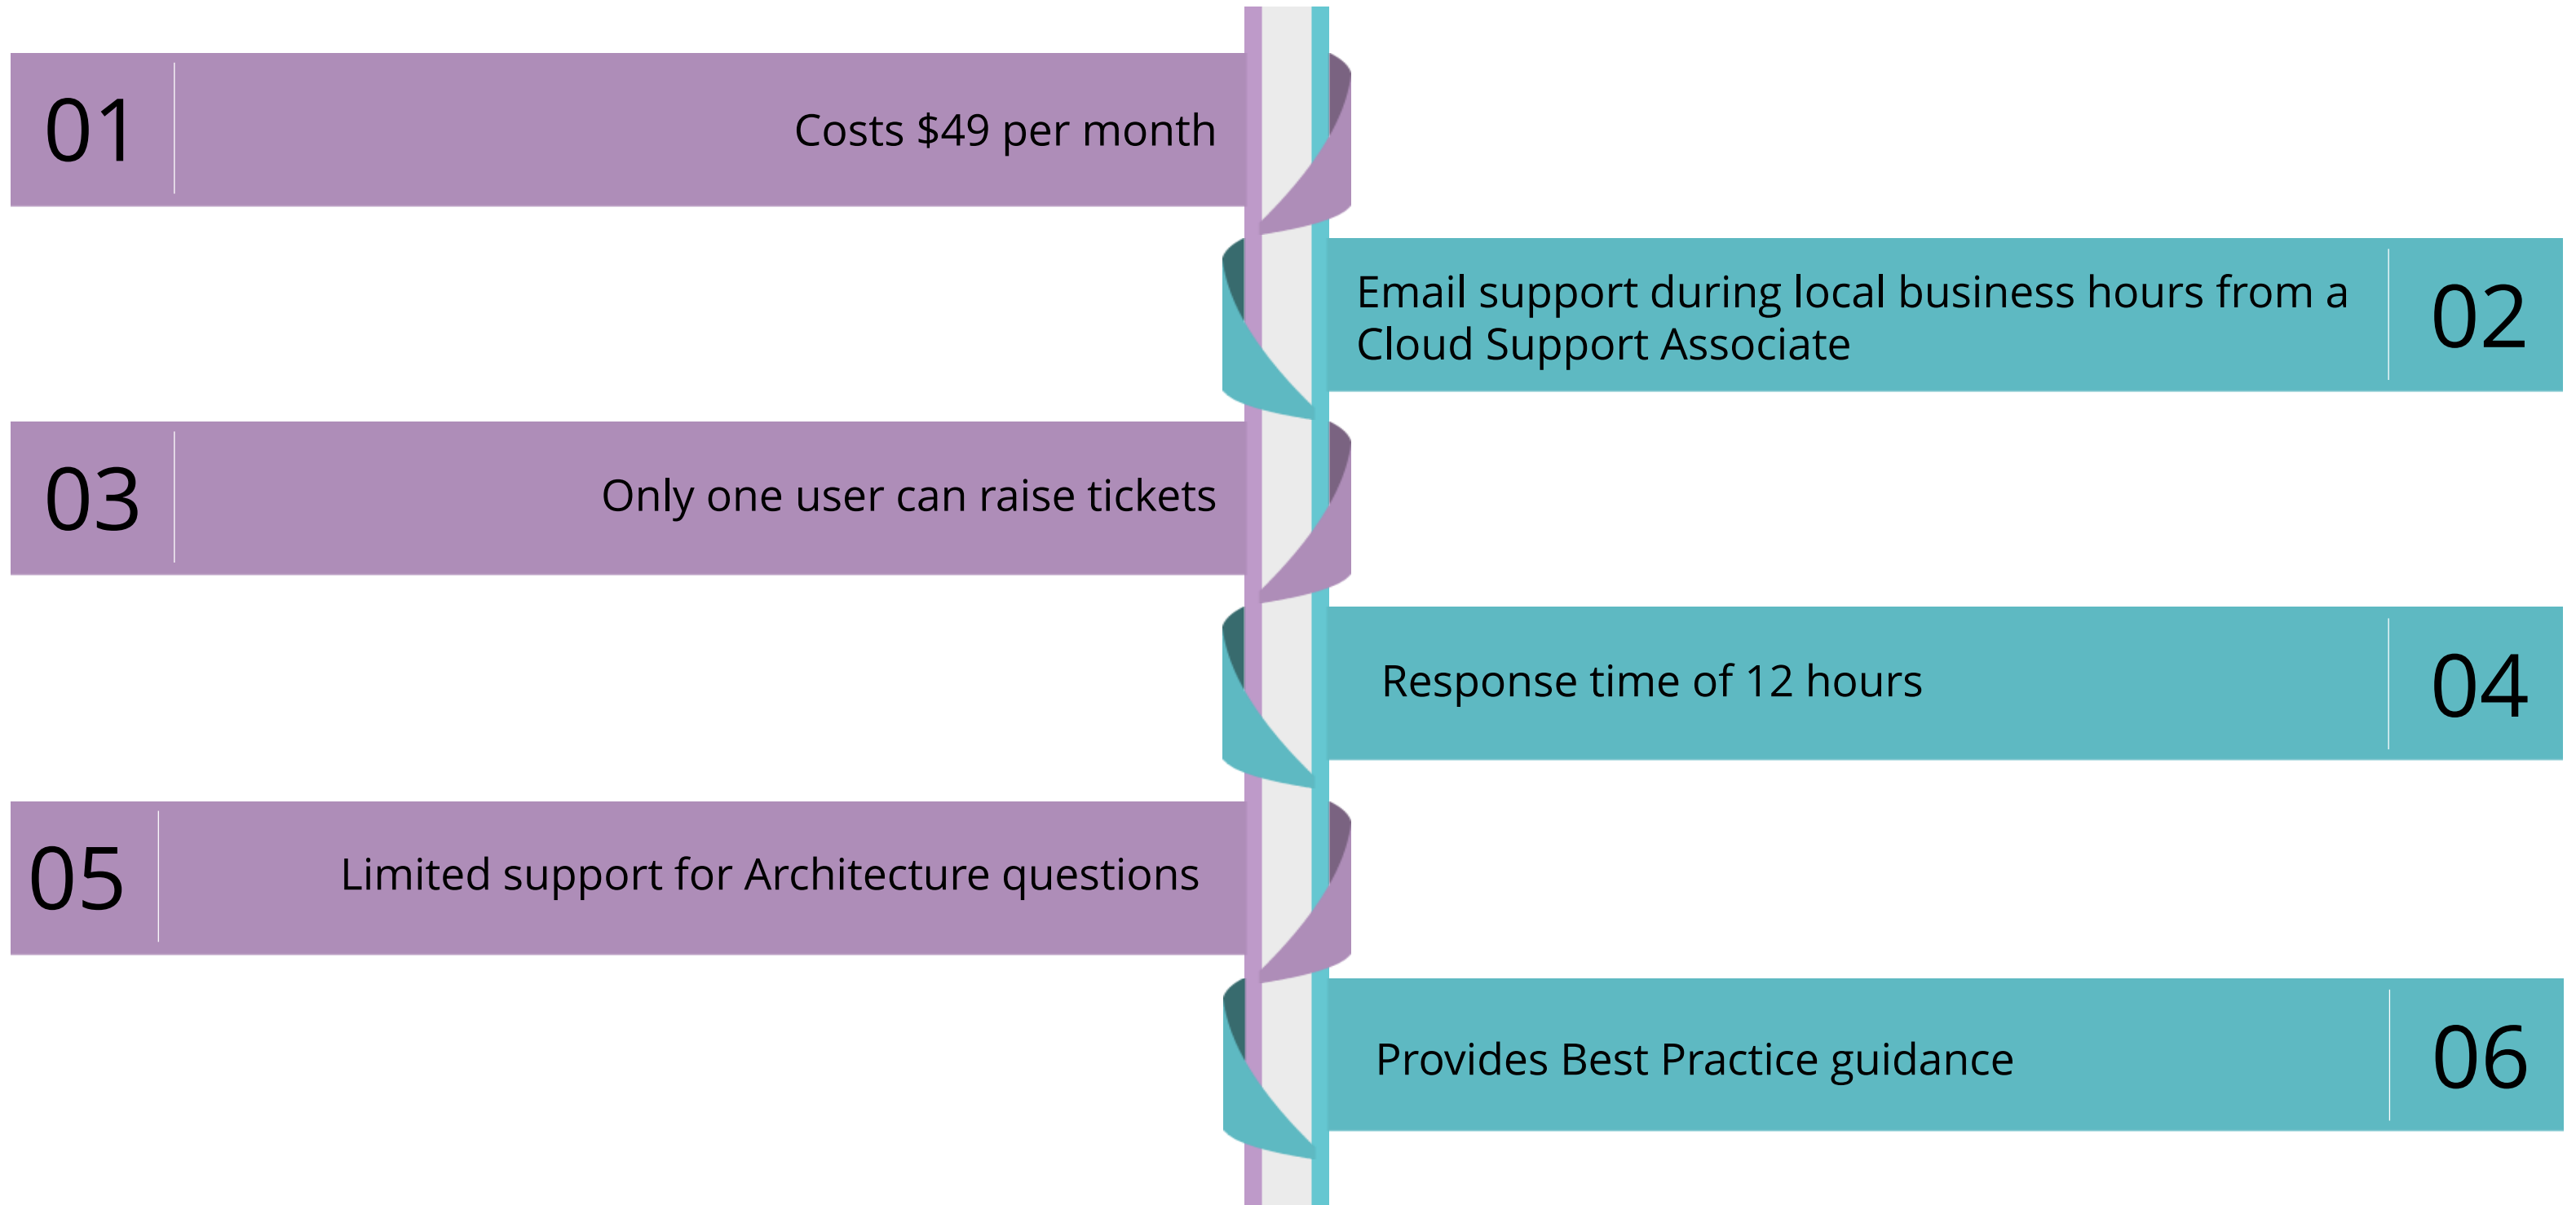 01
Costs $49 per month
Email support during local business hours from a
Cloud Support Associate
02
03
Only one user can raise tickets
Response time of 12 hours
04
05
Limited support for Architecture questions
Provides Best Practice guidance
06